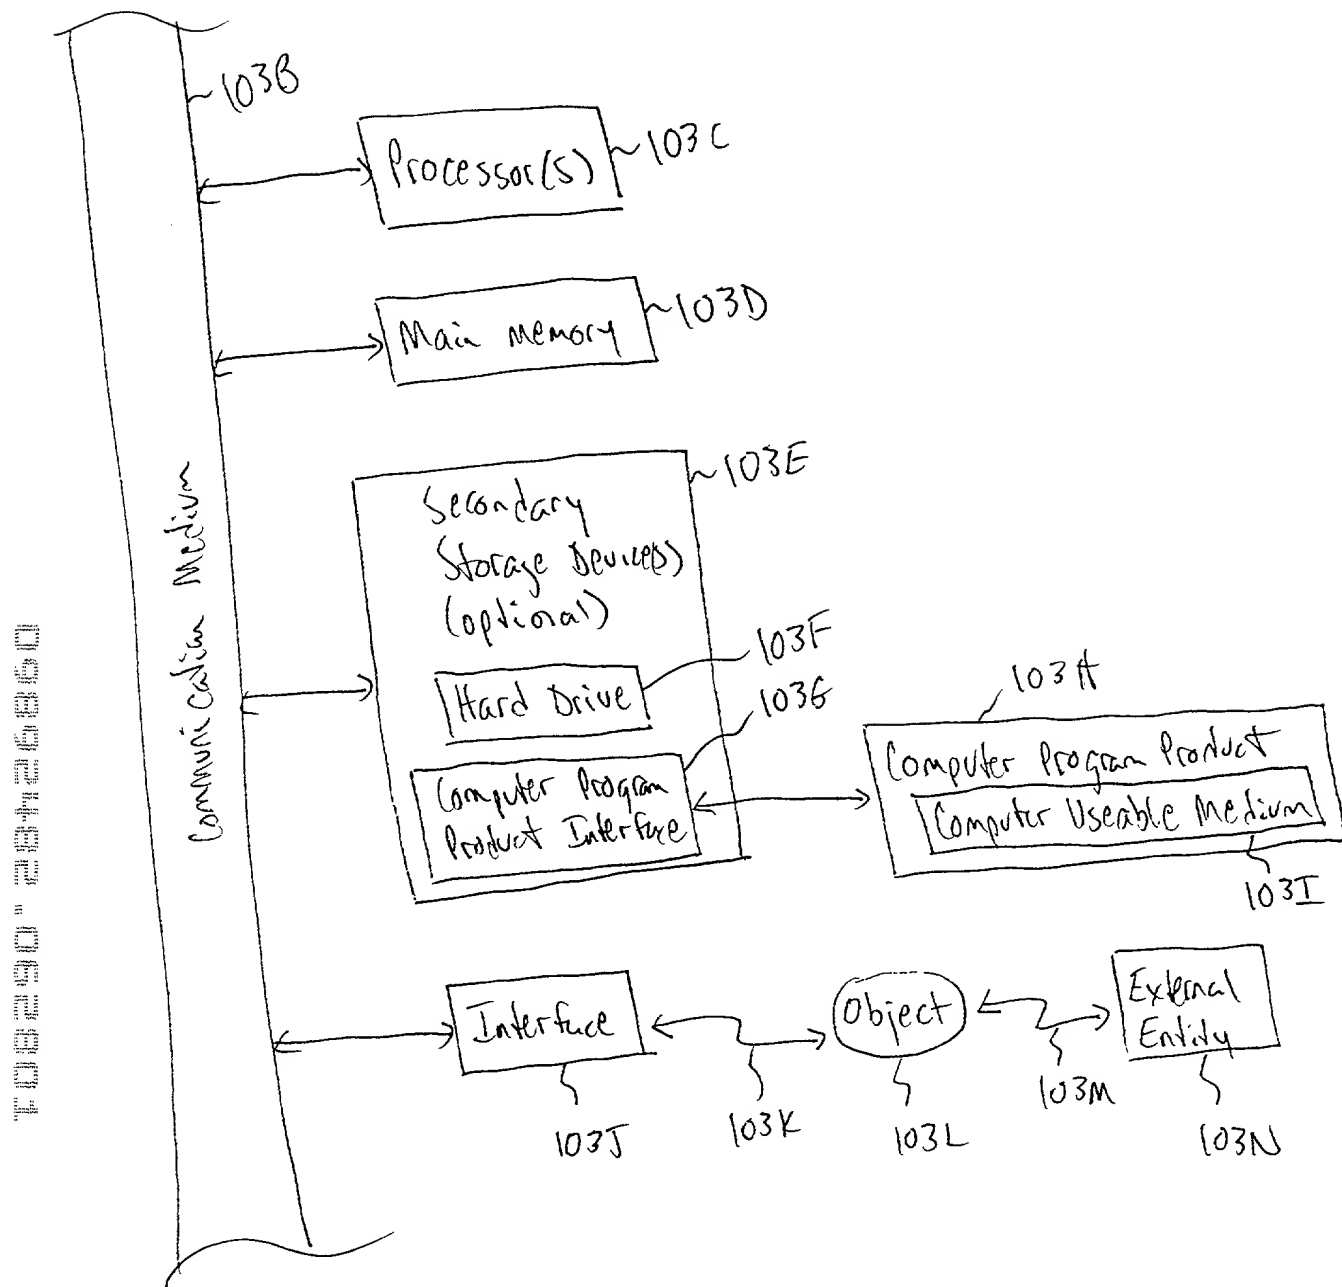 103B
Processor(s)
103C
Main Memory
103D
Communication Medium
103E
Secondary
Storage Device(s)
(optional)
Hard Drive
103F
Computer Program
Product Interface
103G
103A
Computer Program Product
Computer Useable Medium
103I
Interface
103J
103K
Object
103L
103M
External
Entity
103N